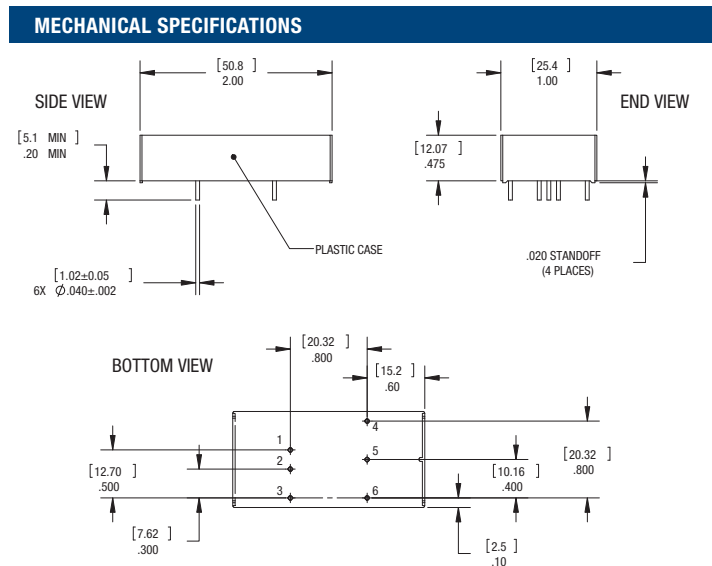 MECHANICAL SPECIFICATIONS
[50.8 ]
2.00
[25.4 ]
1.00
SIDE VIEW
END VIEW
[5.1 MIN ]
.20 MIN
[12.07 ]
.475
PLASTIC CASE
.020 STANDOFF
(4 PLACES)
[1.02±0.05 ]
6X Ø.040±.002
[20.32 ]
.800
BOTTOM VIEW
[15.2 ]
.60
4
1
5
2
[20.32 ]
.800
[12.70 ]
.500
[10.16 ]
.400
3
6
[7.62 ]
.300
[2.5 ]
.10